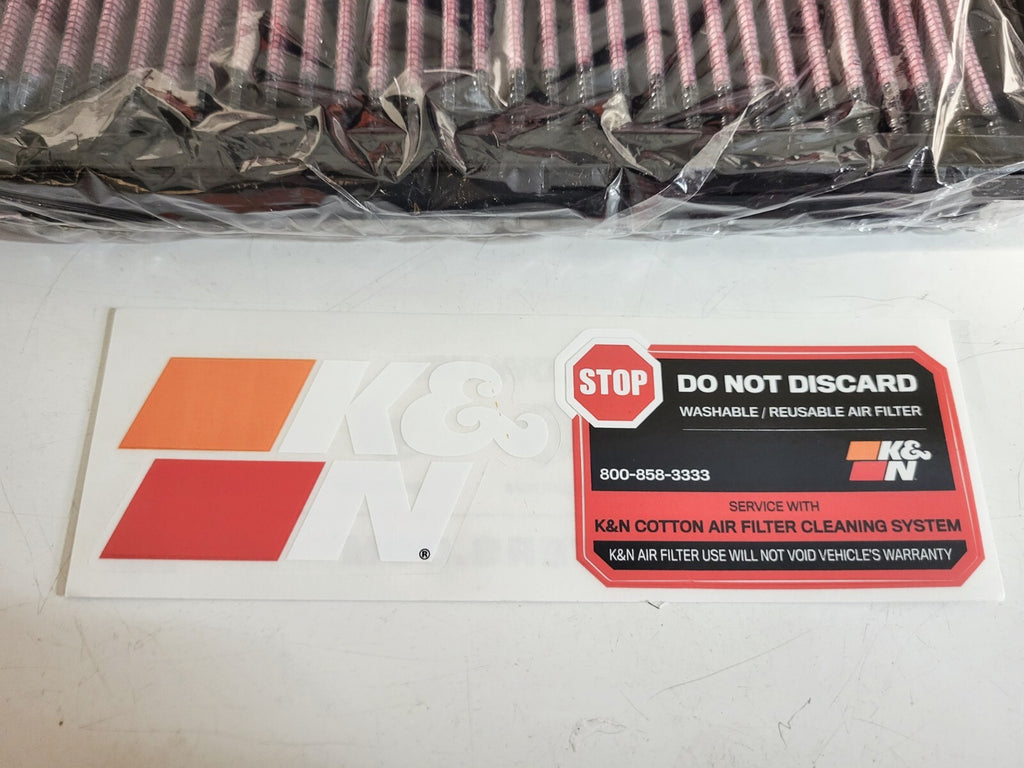 K&
N®
STOP
DO NOT DISCARD
WASHABLE / REUSABLE AIR FILTER
K&
N
800-858-3333
SERVICE WITH
K&N COTTON AIR FILTER CLEANING SYSTEM
K&N AIR FILTER USE WILL NOT VOID VEHICLE'S WARRANTY